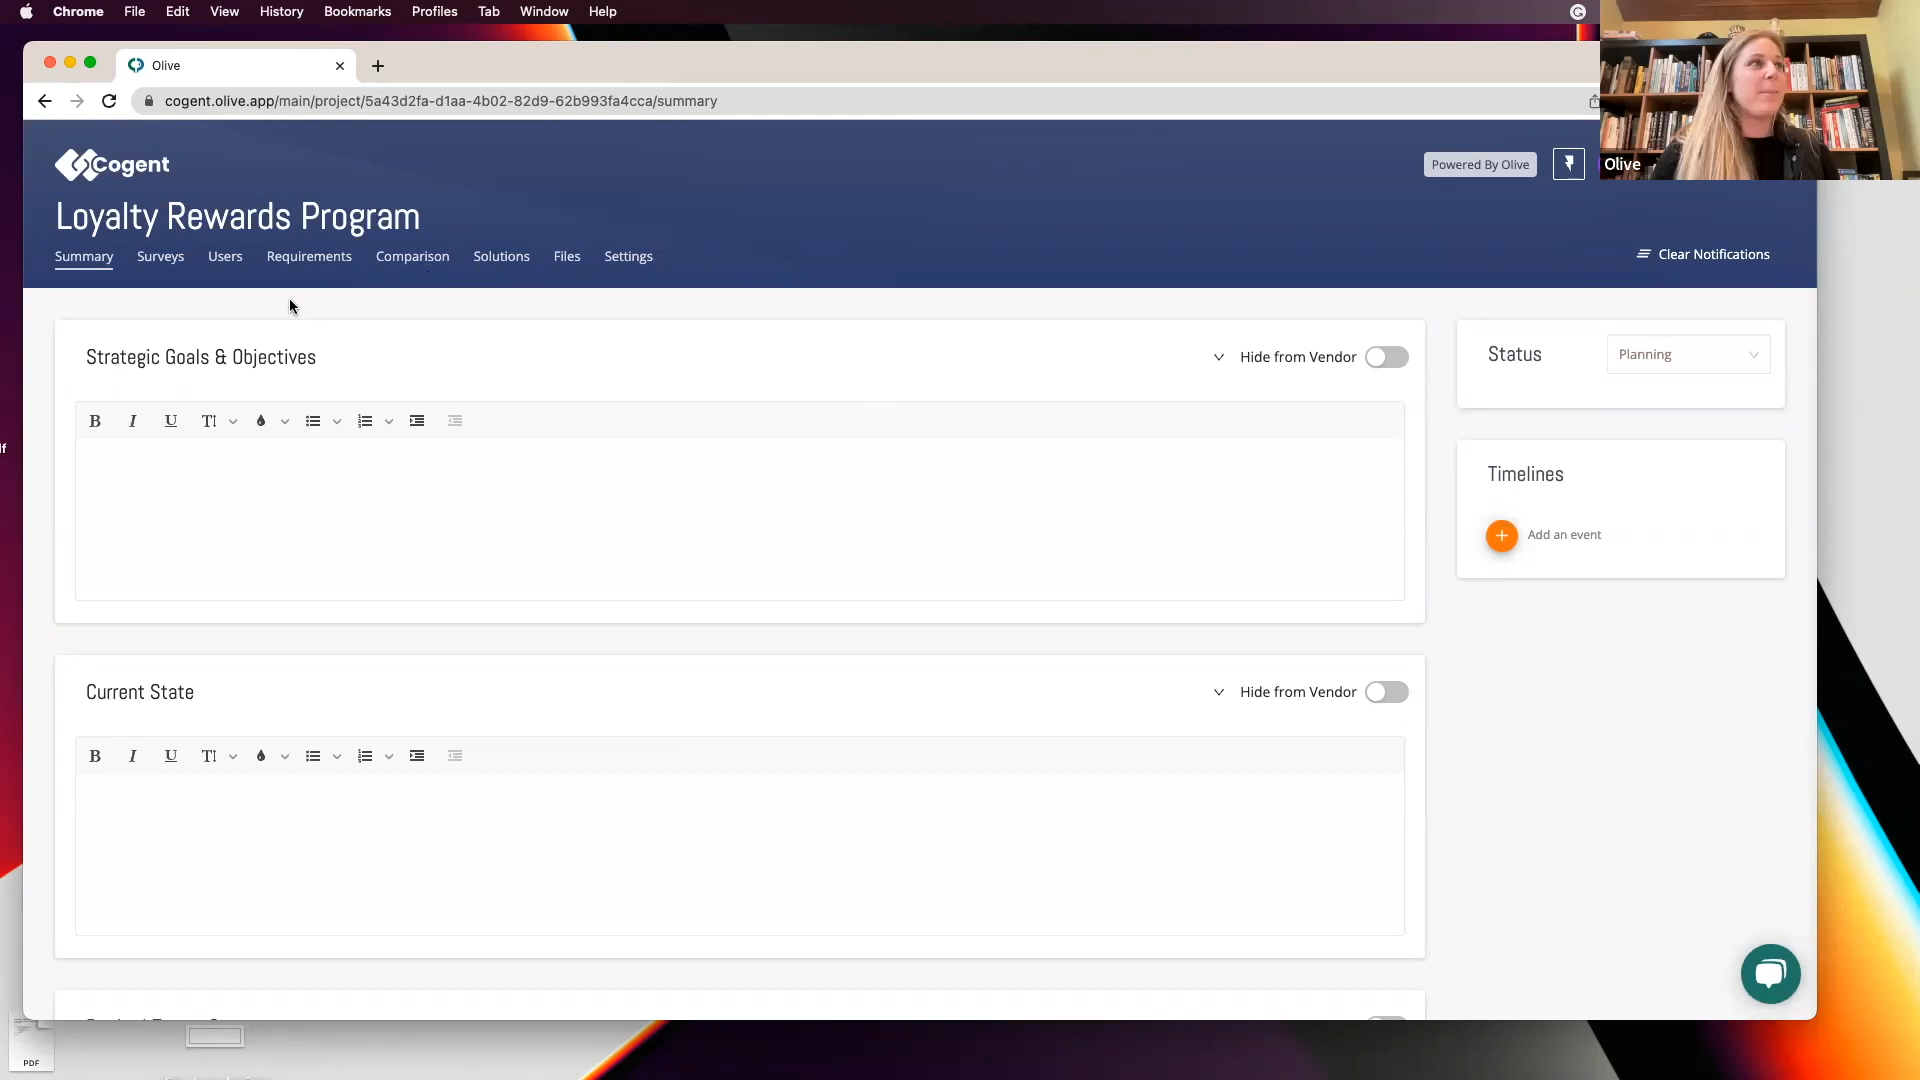 Chrome File Edit View History Bookmarks Profiles Tab Window Help
Olive
cogent.olive.app/main/project/5a43d2fa-d1aa-4b02-82d9-62b993fa4cca/summary
Cogent
Powered By Olive
Olive
Loyalty Rewards Program
Summary Surveys Users Requirements Comparison Solutions Files Settings
Clear Notifications
Strategic Goals & Objectives
Hide from Vendor
Status
Planning
B I U T
Timelines
Add an event
Current State
Hide from Vendor
B I U T
PDF